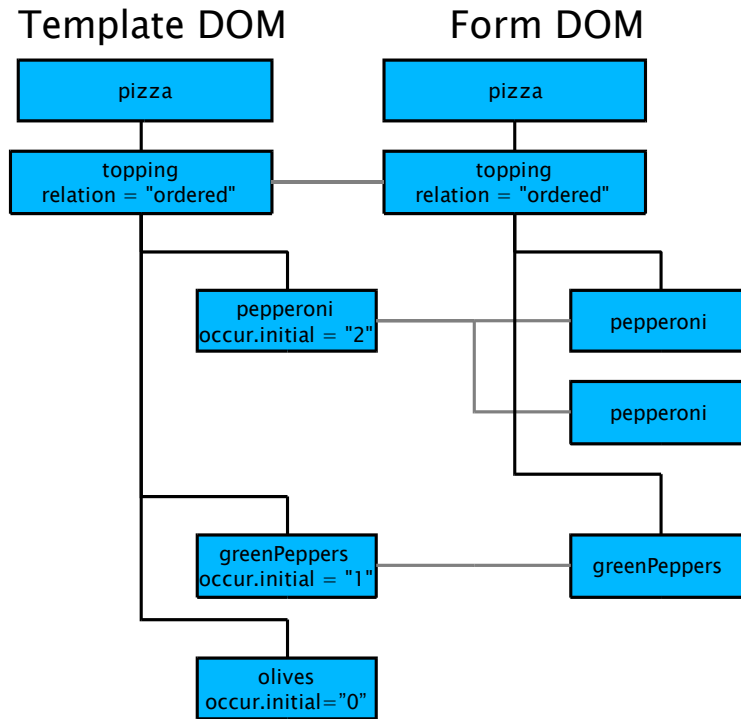 Template DOM
Form DOM
pizza
pizza
topping
relation = "ordered"
topping
relation = "ordered"
pepperoni
occur.initial = "2"
pepperoni
pepperoni
greenPeppers
occur.initial = "1"
greenPeppers
olives
occur.initial=”0”